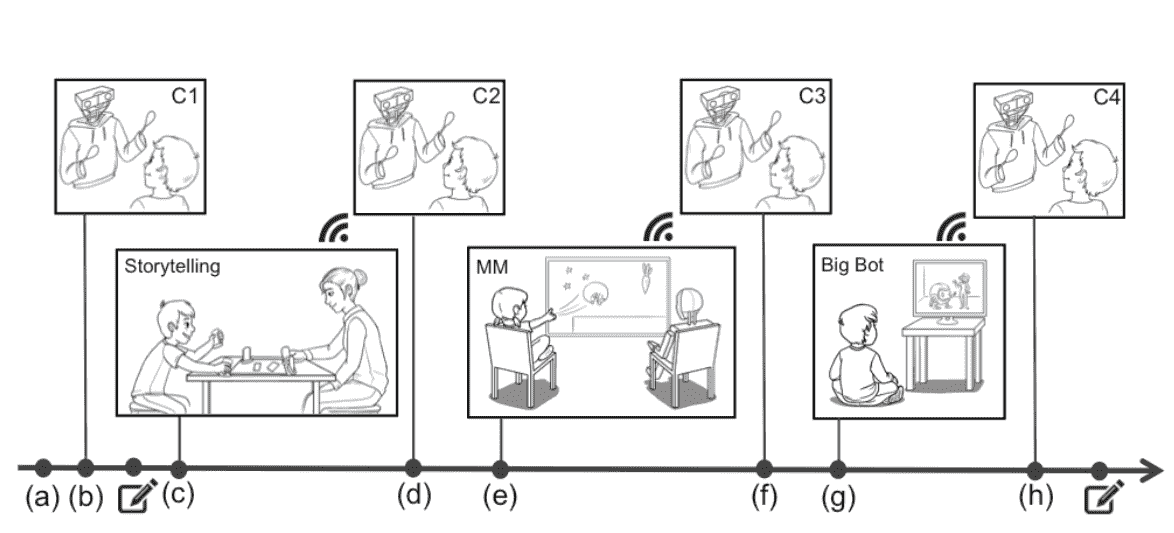 C1
C2
C3
C4
Storytelling
MM
Big Bot
(a)
(b)
(c)
(d)
(e)
(f)
(g)
(h)